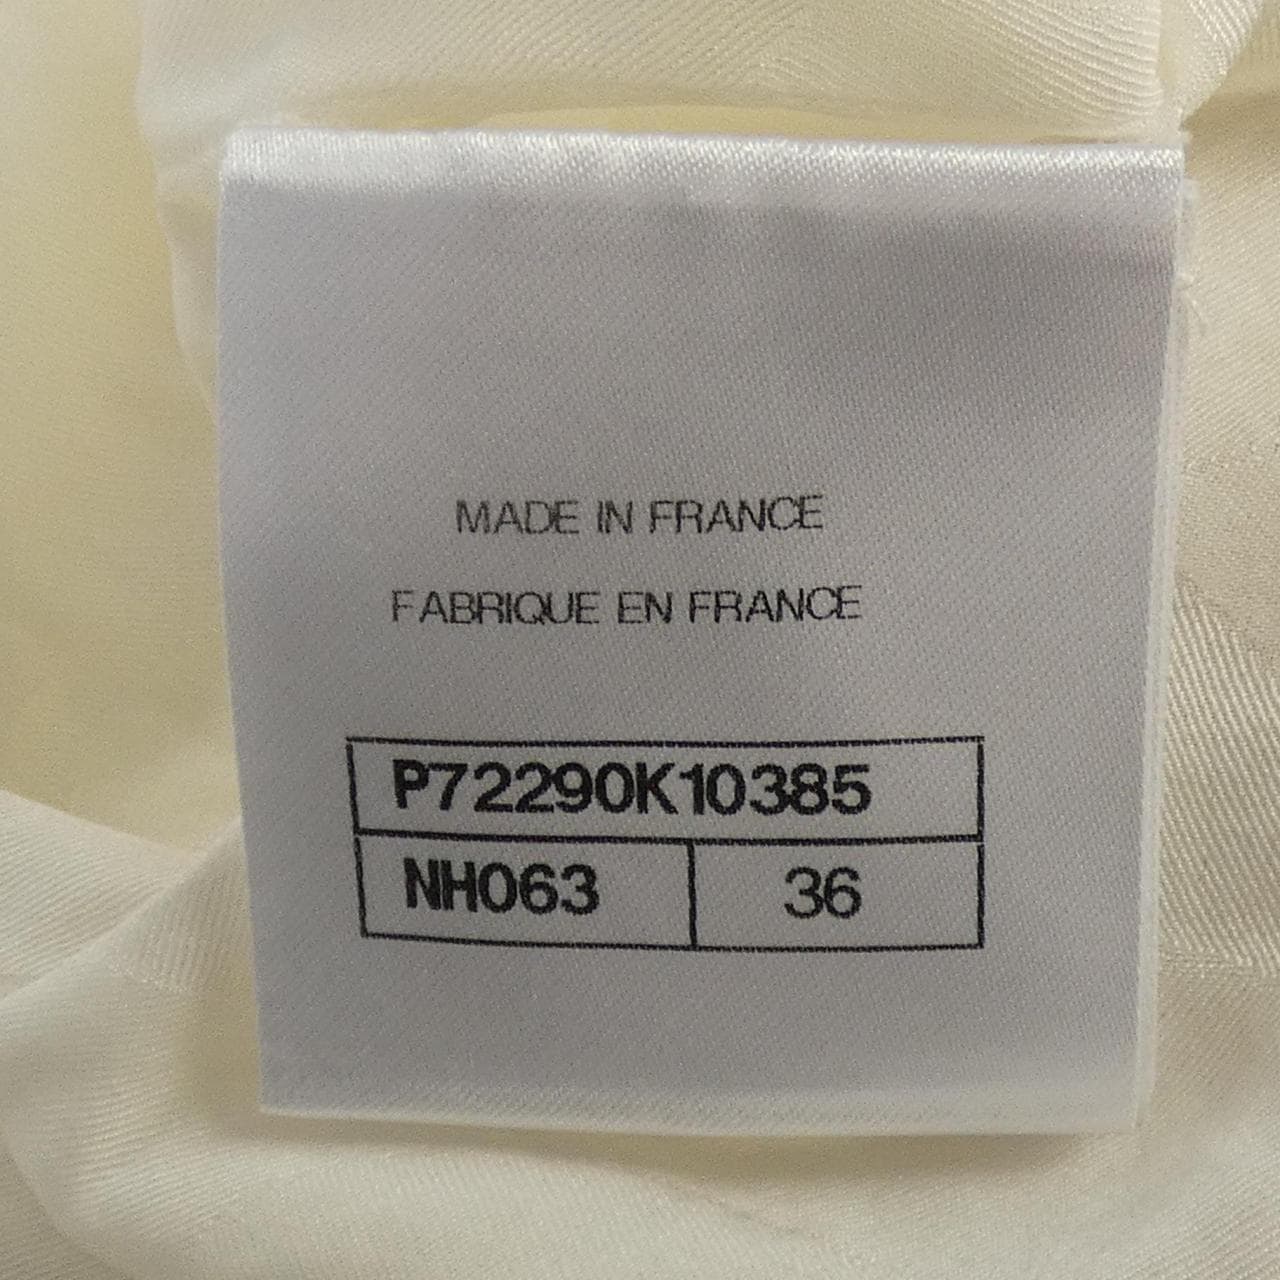 MADE IN FRANCE
FABRIQUE EN FRANCE
P72290K10385
NH063 36